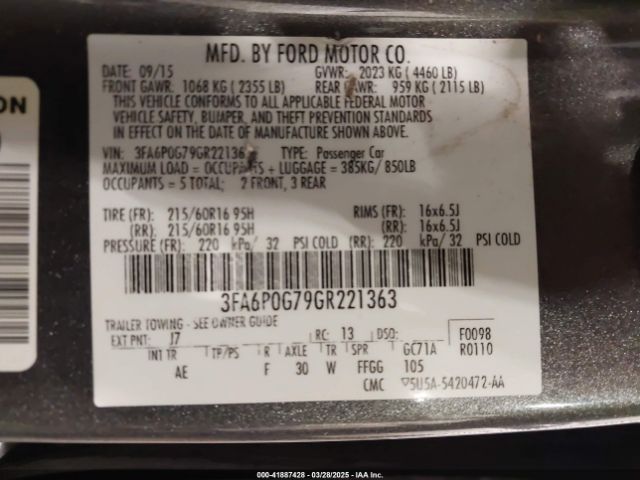 ON
MFD. BY FORD MOTOR CO.
DATE: 09/15 GVWR: 2023 KG ( 4460 LB)
FRONT GAWR: 1068 KG ( 2355 LB) REAR GAWR: 959 KG ( 2115 LB)
THIS VEHICLE CONFORMS TO ALL APPLICABLE FEDERAL MOTOR
VEHICLE SAFETY, BUMPER, AND THEFT PREVENTION STANDARDS
IN EFFECT ON THE DATE OF MANUFACTURE SHOWN ABOVE.
VIN: 3FA6P0G79GR221363 TYPE: Passenger Car
MAXIMUM LOAD = OCCUPANTS + LUGGAGE = 385KG/ 850LB
OCCUPANTS = 5 TOTAL: 2 FRONT, 3 REAR
TIRE (FR): 215/60R16 95H RIMS (FR): 16x6.5J
(RR): 215/60R16 95H (RR): 16x6.5J
PRESSURE (FR): 220 kPa/ 32 PSI COLD (RR): 220 kPa/ 32 PSI COLD
3FA6P0G79GR221363
TRAILER TOWING - SEE OWNER GUIDE
EXT PNT: J7 RC: 13 DSO: F0098
INT TR TP/PS R AXLE TR SPR GC71A R0110
AE F 30 W FFGG 105
CMC 5U5A-5420472-AA
000-41887428 - 03/28/2025 - IAA Inc.